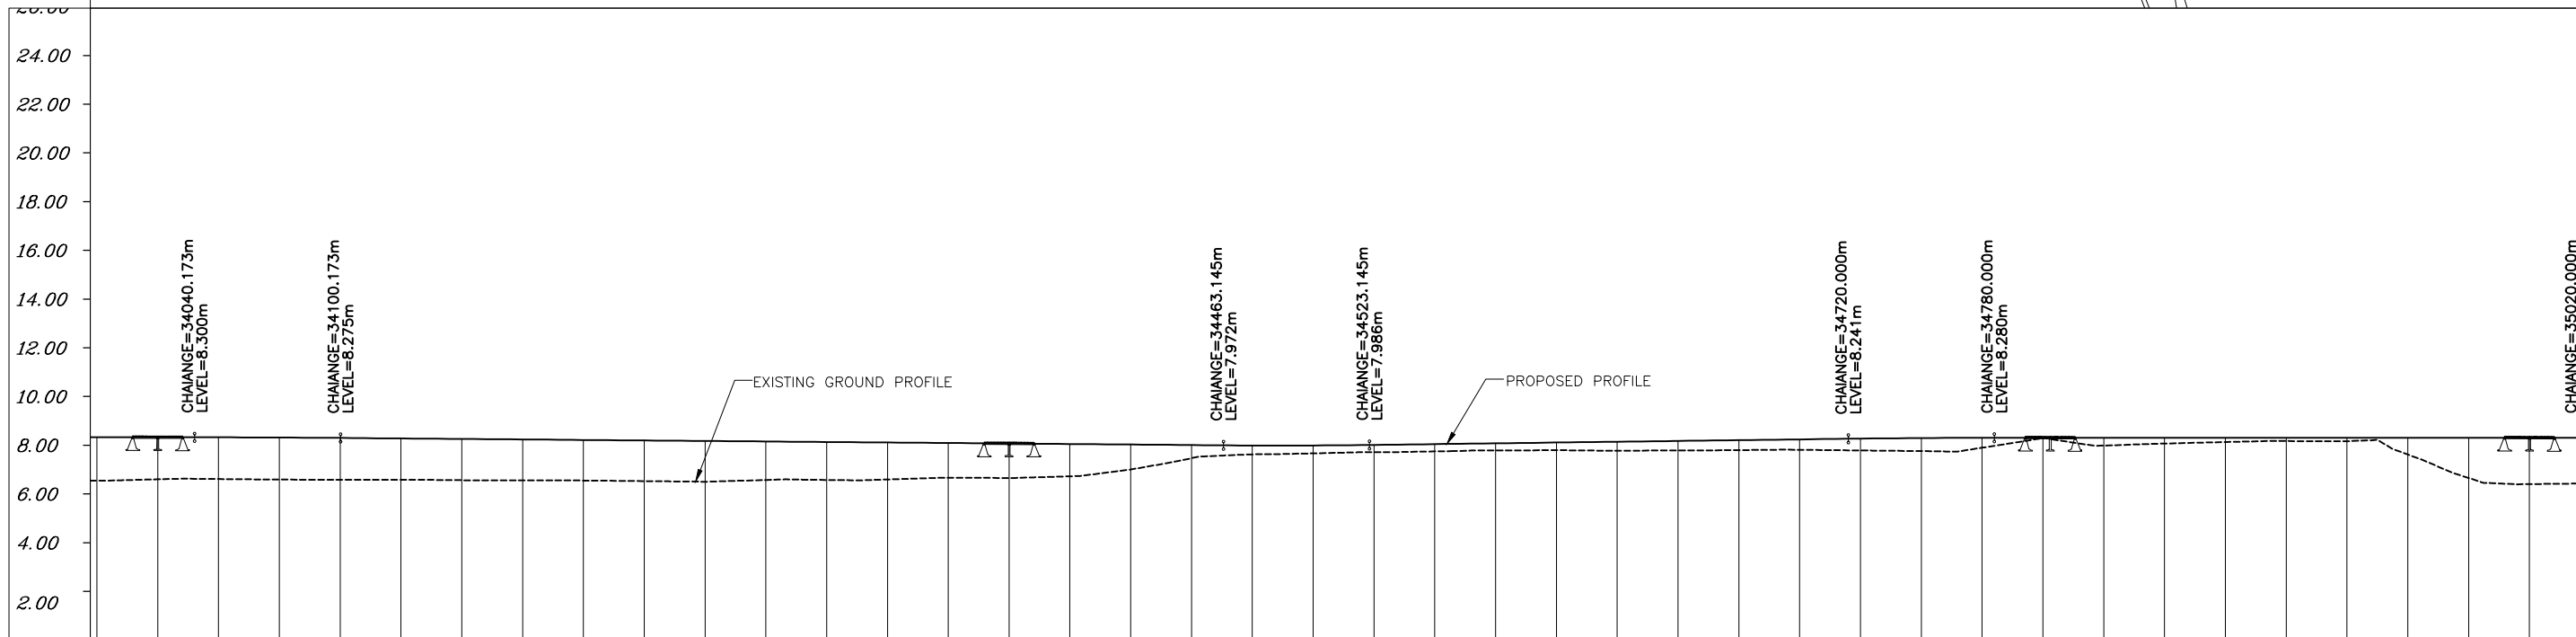 26.00
24.00
22.00
20.00
18.00
16.00
14.00
12.00
10.00
8.00
6.00
4.00
2.00
CHAIANGE=34040.173m
LEVEL=8.300m
CHAIANGE=34100.173m
LEVEL=8.275m
EXISTING GROUND PROFILE
CHAIANGE=34463.145m
LEVEL=7.972m
CHAIANGE=34523.145m
LEVEL=7.986m
PROPOSED PROFILE
CHAIANGE=34720.000m
LEVEL=8.241m
CHAIANGE=34780.000m
LEVEL=8.280m
CHAIANGE=35020.000m